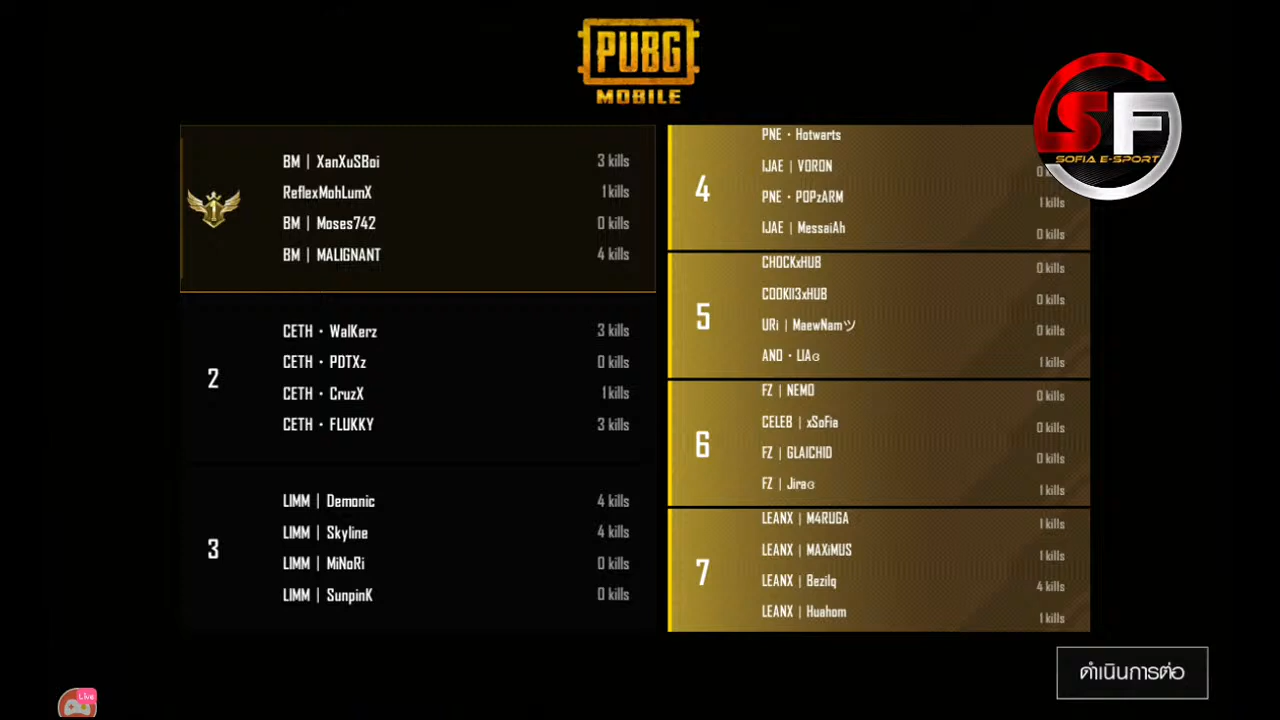 PUBG
MOBILE
SF
SOFIA E-SPORT
1
BM | XanXuSBoi 3 kills
ReflexMohLumX 1 kills
BM | Moses742 0 kills
BM | MALIGNANT 4 kills
2
CETH・WalKerz 3 kills
CETH・PDTXz 0 kills
CETH・CruzX 1 kills
CETH・FLUKKY 3 kills
3
LIMM | Demonic 4 kills
LIMM | Skyline 4 kills
LIMM | MiNoRi 0 kills
LIMM | SunpinK 0 kills
4
PNE・Hotwarts
IJAE | VORON
PNE・POPzARM 1 kills
IJAE | MessaiAh 0 kills
5
CHOCKxHUB 0 kills
COOKII3xHUB 0 kills
URi | MaewNamツ 0 kills
ANO・LIAଓ 1 kills
6
FZ | NEMO 0 kills
CELEB | xSoFia 0 kills
FZ | GLAICHID 0 kills
FZ | Jiraଓ 1 kills
7
LEANX | M4RUGA 1 kills
LEANX | MAXiMUS 1 kills
LEANX | Bezilq 4 kills
LEANX | Huahom 1 kills
ดำเนินการต่อ
Live